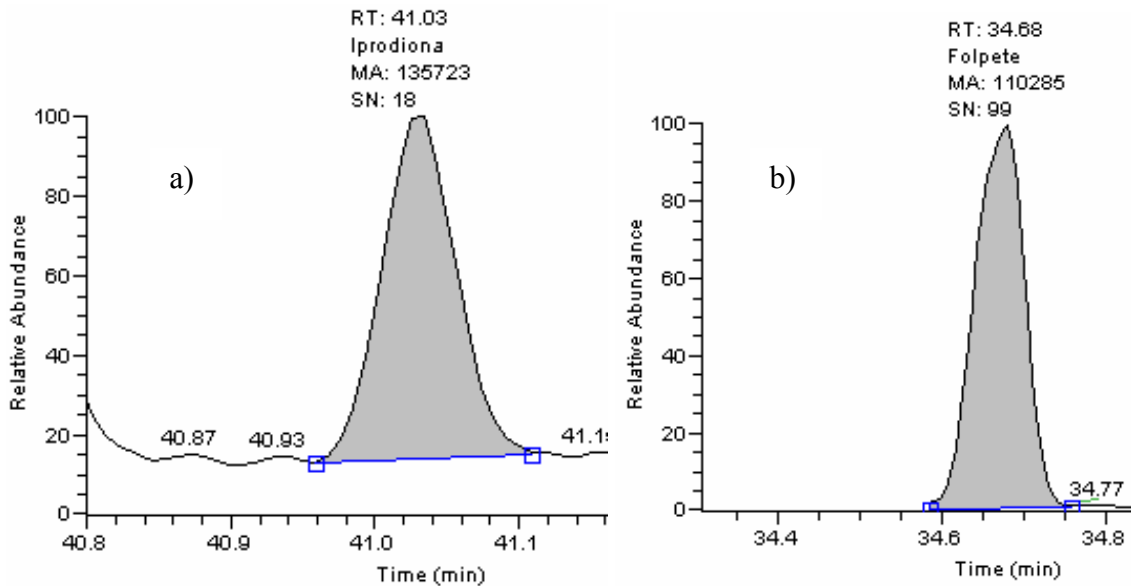 RT: 41.03
Iprodiona
MA: 135723
SN: 18
100
80
60
40
20
0
Relative Abundance
a)
40.87
40.93
40.8
40.9
41.0
41.1
Time (min)
RT: 34.68
Folpete
MA: 110285
SN: 99
100
80
60
40
20
0
Relative Abundance
b)
34.77
34.4
34.6
34.8
Time (min)